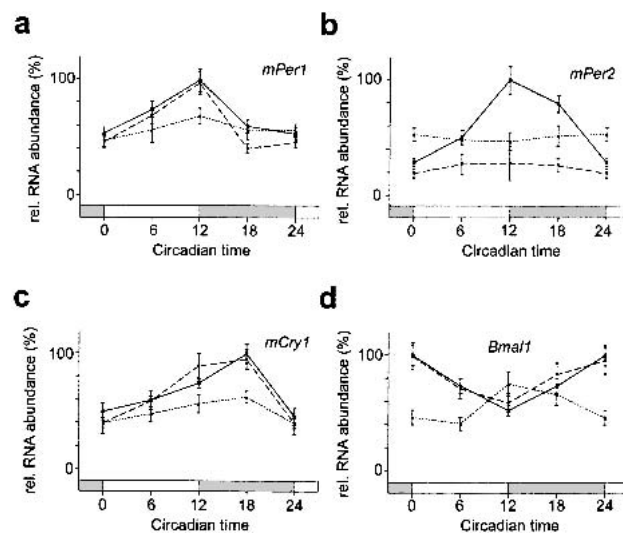 a
mPer1
rel. RNA abundance (%)
100
0
0 6 12 18 24
Circadian time
b
mPer2
rel. RNA abundance (%)
100
0
0 6 12 18 24
Circadian time
c
mCry1
rel. RNA abundance (%)
100
0
0 6 12 18 24
Circadian time
d
Bmal1
rel. RNA abundance (%)
100
0
0 6 12 18 24
Circadian time